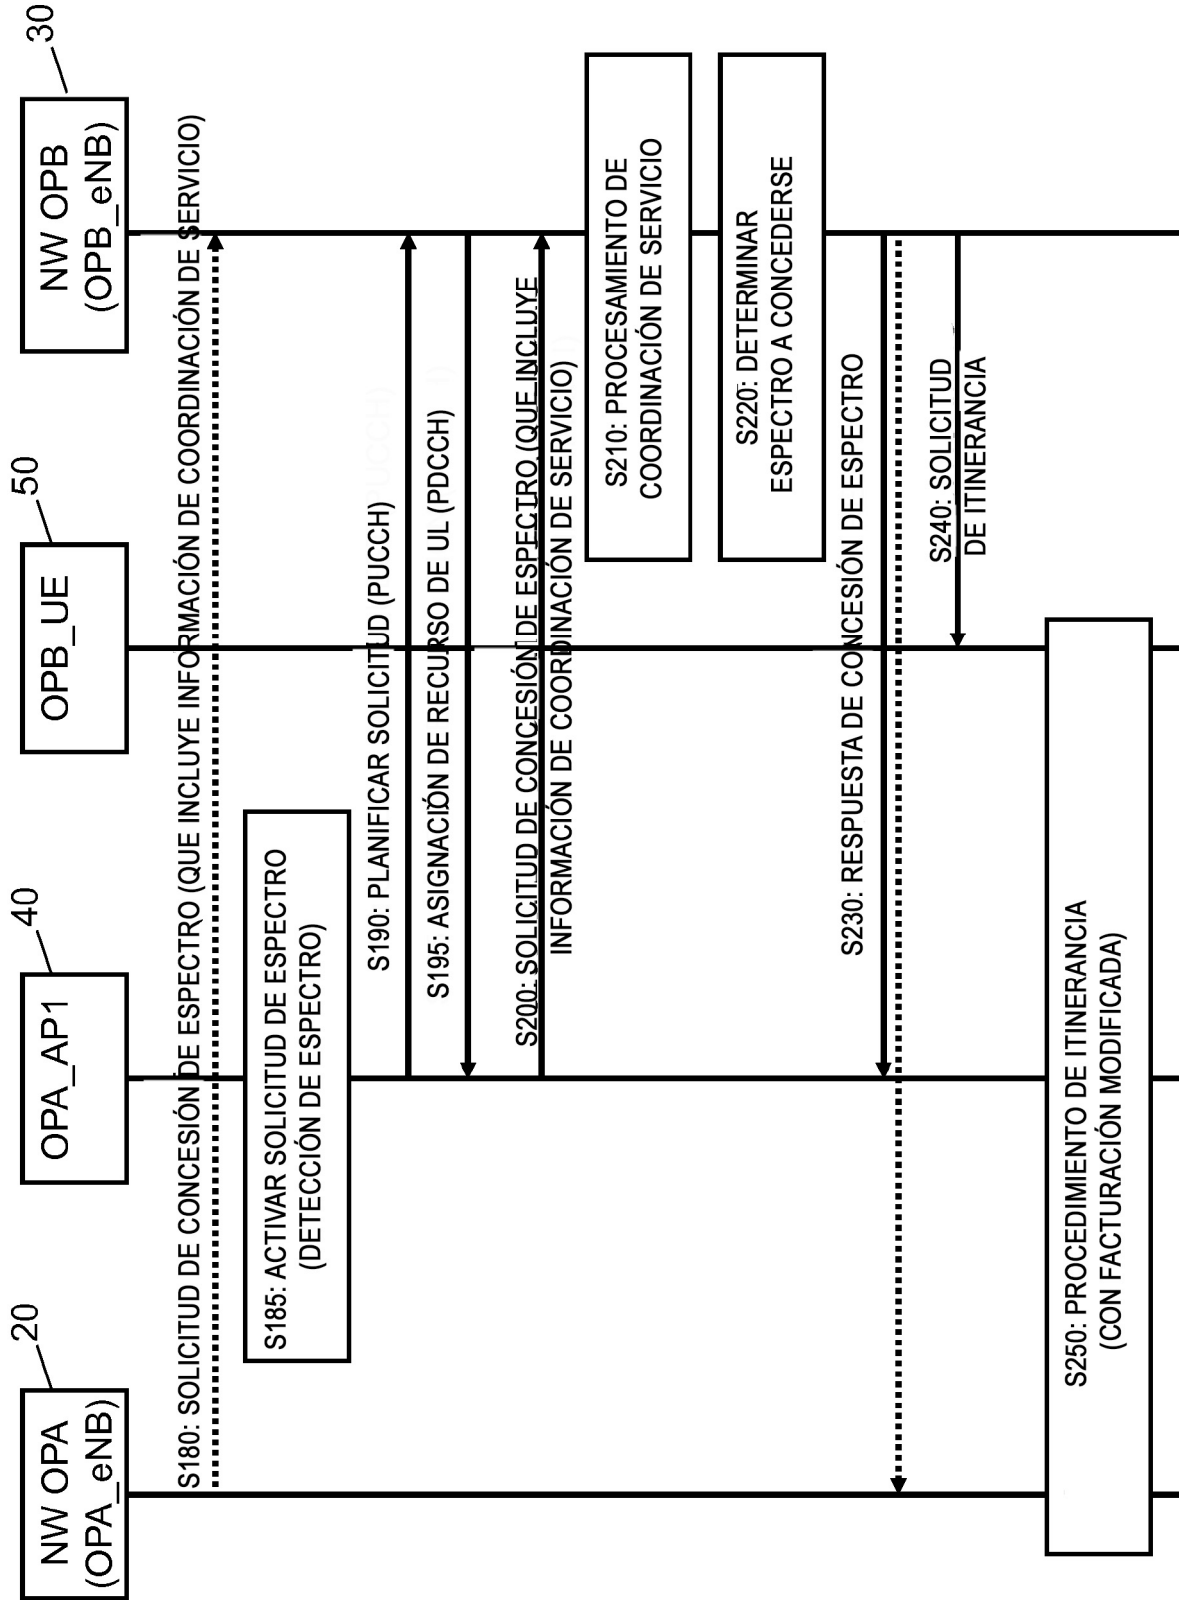 20
NW OPA
(OPA_eNB)
40
OPA_AP1
50
OPB_UE
30
NW OPB
(OPB_eNB)
S180: SOLICITUD DE CONCESIÓN DE ESPECTRO (QUE INCLUYE INFORMACIÓN DE COORDINACIÓN DE SERVICIO)
S185: ACTIVAR SOLICITUD DE ESPECTRO
(DETECCIÓN DE ESPECTRO)
S190: PLANIFICAR SOLICITUD (PUCCH)
S195: ASIGNACIÓN DE RECURSO DE UL (PDCCH)
S200: SOLICITUD DE CONCESIÓN DE ESPECTRO (QUE INCLUYE
INFORMACIÓN DE COORDINACIÓN DE SERVICIO)
S210: PROCESAMIENTO DE
COORDINACIÓN DE SERVICIO
S220: DETERMINAR
ESPECTRO A CONCEDERSE
S230: RESPUESTA DE CONCESIÓN DE ESPECTRO
S240: SOLICITUD
DE ITINERANCIA
S250: PROCEDIMIENTO DE ITINERANCIA
(CON FACTURACIÓN MODIFICADA)